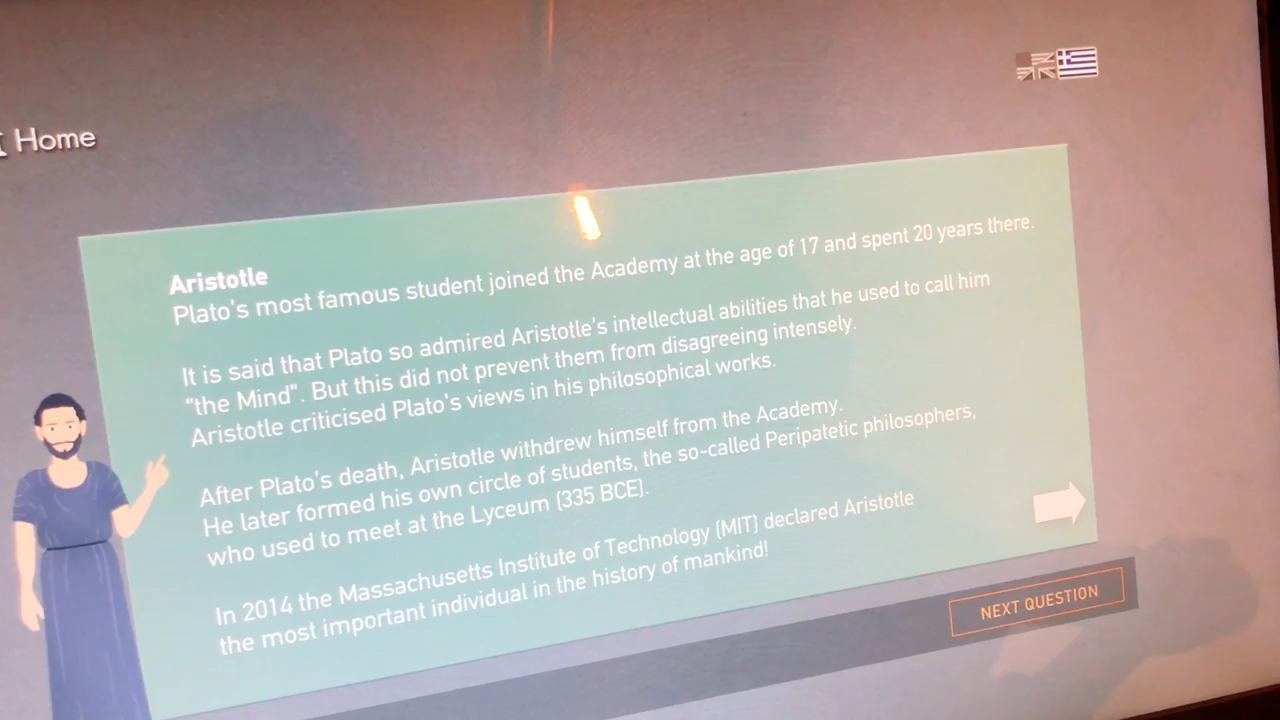 Home
Aristotle
Plato's most famous student joined the Academy at the age of 17 and spent 20 years there.
It is said that Plato so admired Aristotle's intellectual abilities that he used to call him
"the Mind". But this did not prevent them from disagreeing intensely.
Aristotle criticised Plato's views in his philosophical works.
After Plato's death, Aristotle withdrew himself from the Academy.
He later formed his own circle of students, the so-called Peripatetic philosophers,
who used to meet at the Lyceum (335 BCE).
In 2014 the Massachusetts Institute of Technology (MIT) declared Aristotle
the most important individual in the history of mankind!
NEXT QUESTION